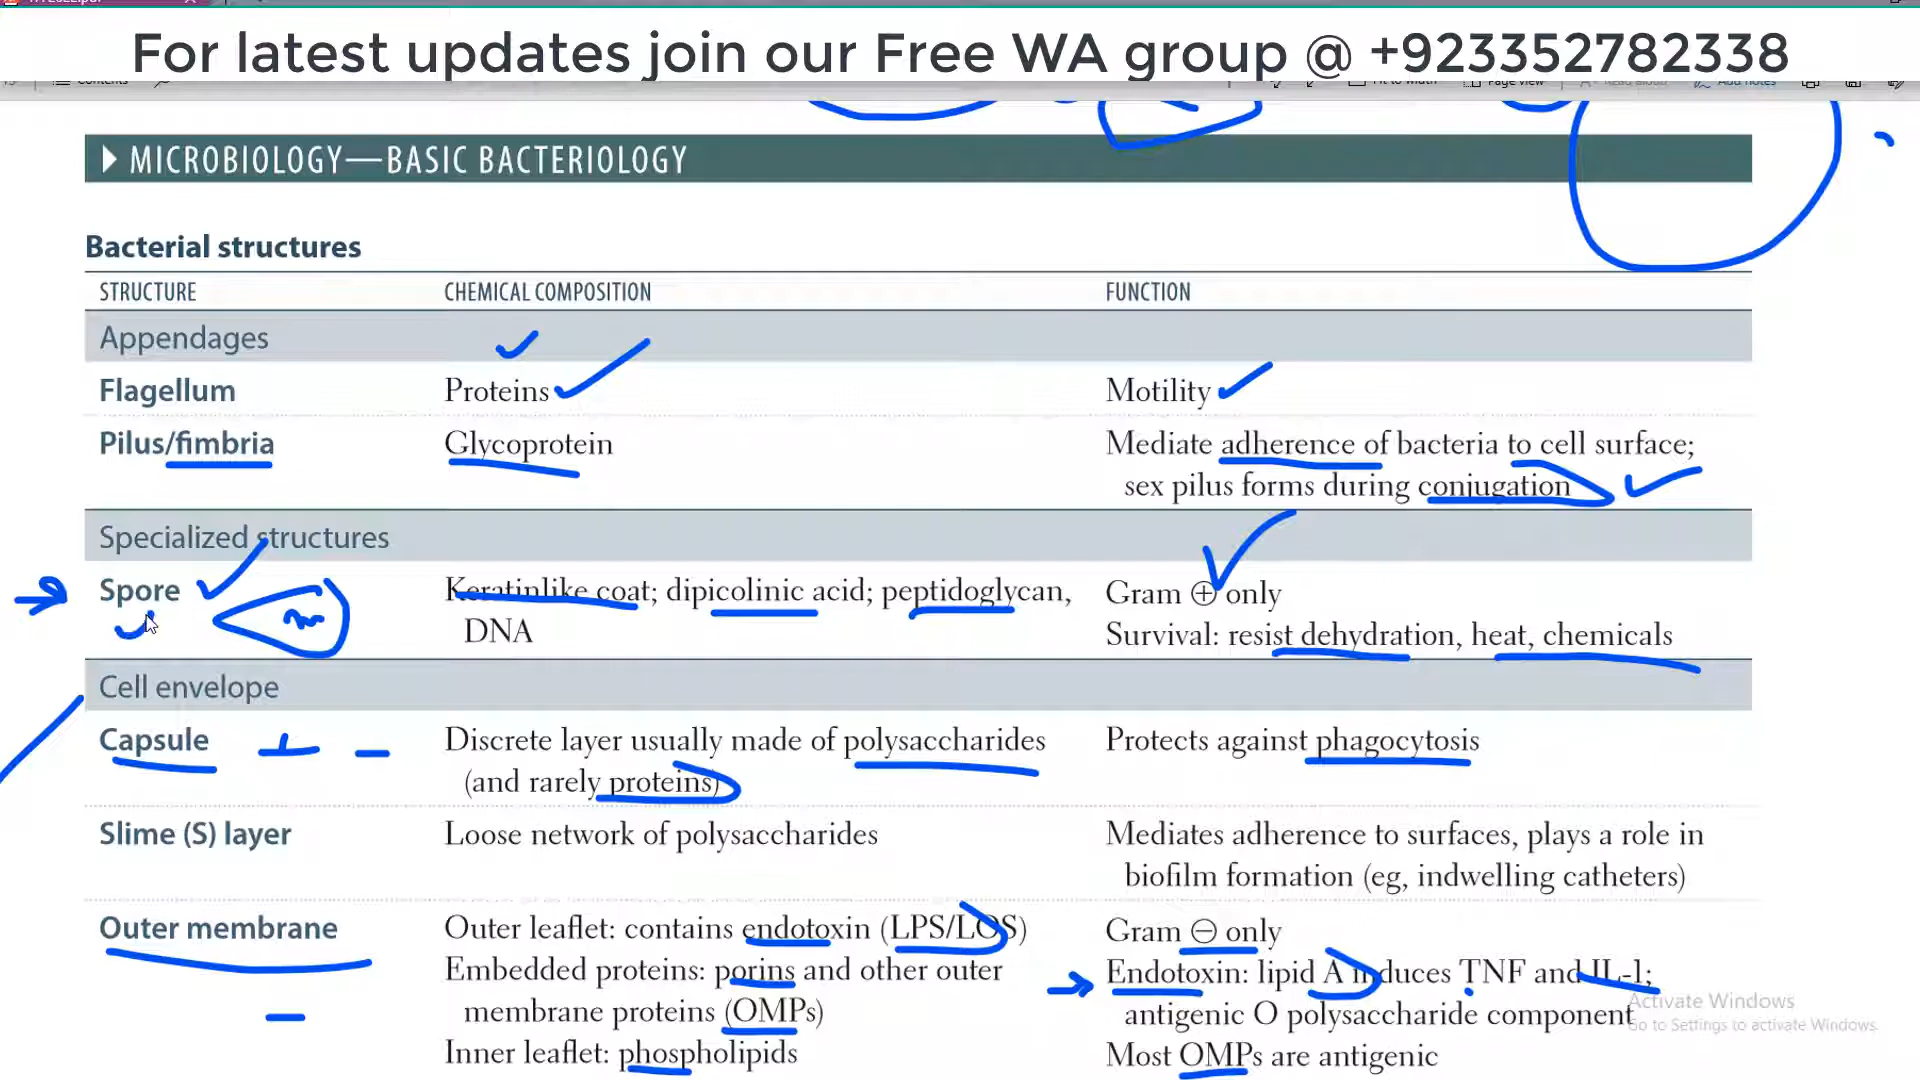 For latest updates join our Free WA group @ +923352782338
Contents
MICROBIOLOGY—BASIC BACTERIOLOGY
Bacterial structures
STRUCTURE CHEMICAL COMPOSITION FUNCTION
Appendages
Flagellum Proteins Motility
Pilus/fimbria Glycoprotein Mediate adherence of bacteria to cell surface;
sex pilus forms during conjugation
Specialized structures
Spore Keratinlike coat; dipicolinic acid; peptidoglycan, Gram ⊕ only
DNA Survival: resist dehydration, heat, chemicals
Cell envelope
Capsule Discrete layer usually made of polysaccharides Protects against phagocytosis
(and rarely proteins)
Slime (S) layer Loose network of polysaccharides Mediates adherence to surfaces, plays a role in
biofilm formation (eg, indwelling catheters)
Outer membrane Outer leaflet: contains endotoxin (LPS/LOS) Gram ⊖ only
Embedded proteins: porins and other outer Endotoxin: lipid A induces TNF and IL-1;
membrane proteins (OMPs) antigenic O polysaccharide component
Inner leaflet: phospholipids Most OMPs are antigenic
Activate Windows
Go to Settings to activate Windows.